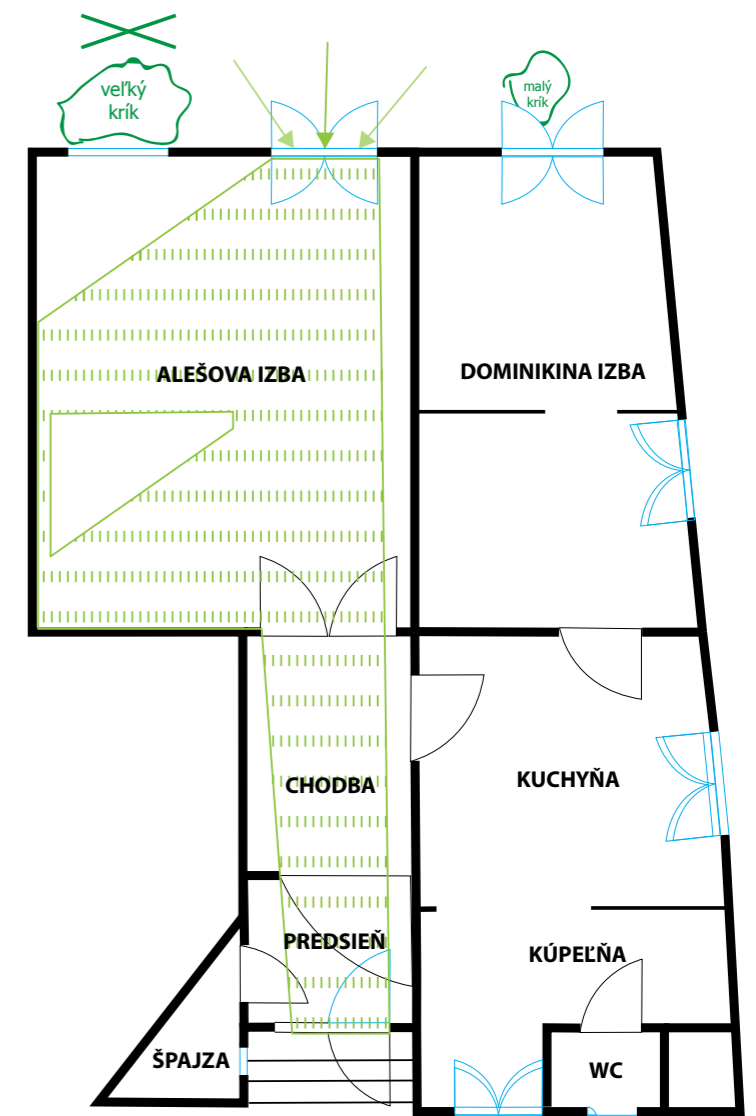 veľký
krík
malý
krík
ALEŠOVA IZBA
DOMINIKINA IZBA
CHODBA
KUCHYŇA
PREDSIEŇ
KÚPEĽŇA
ŠPAJZA
WC